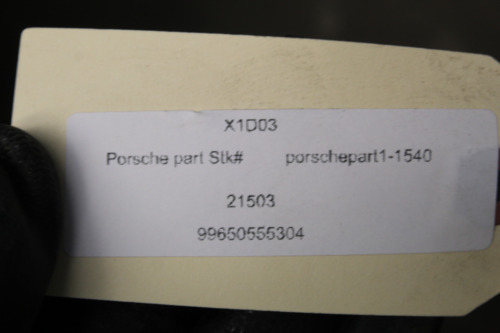 X1D03
Porsche part Stk# porschepart1-1540
21503
99650555304